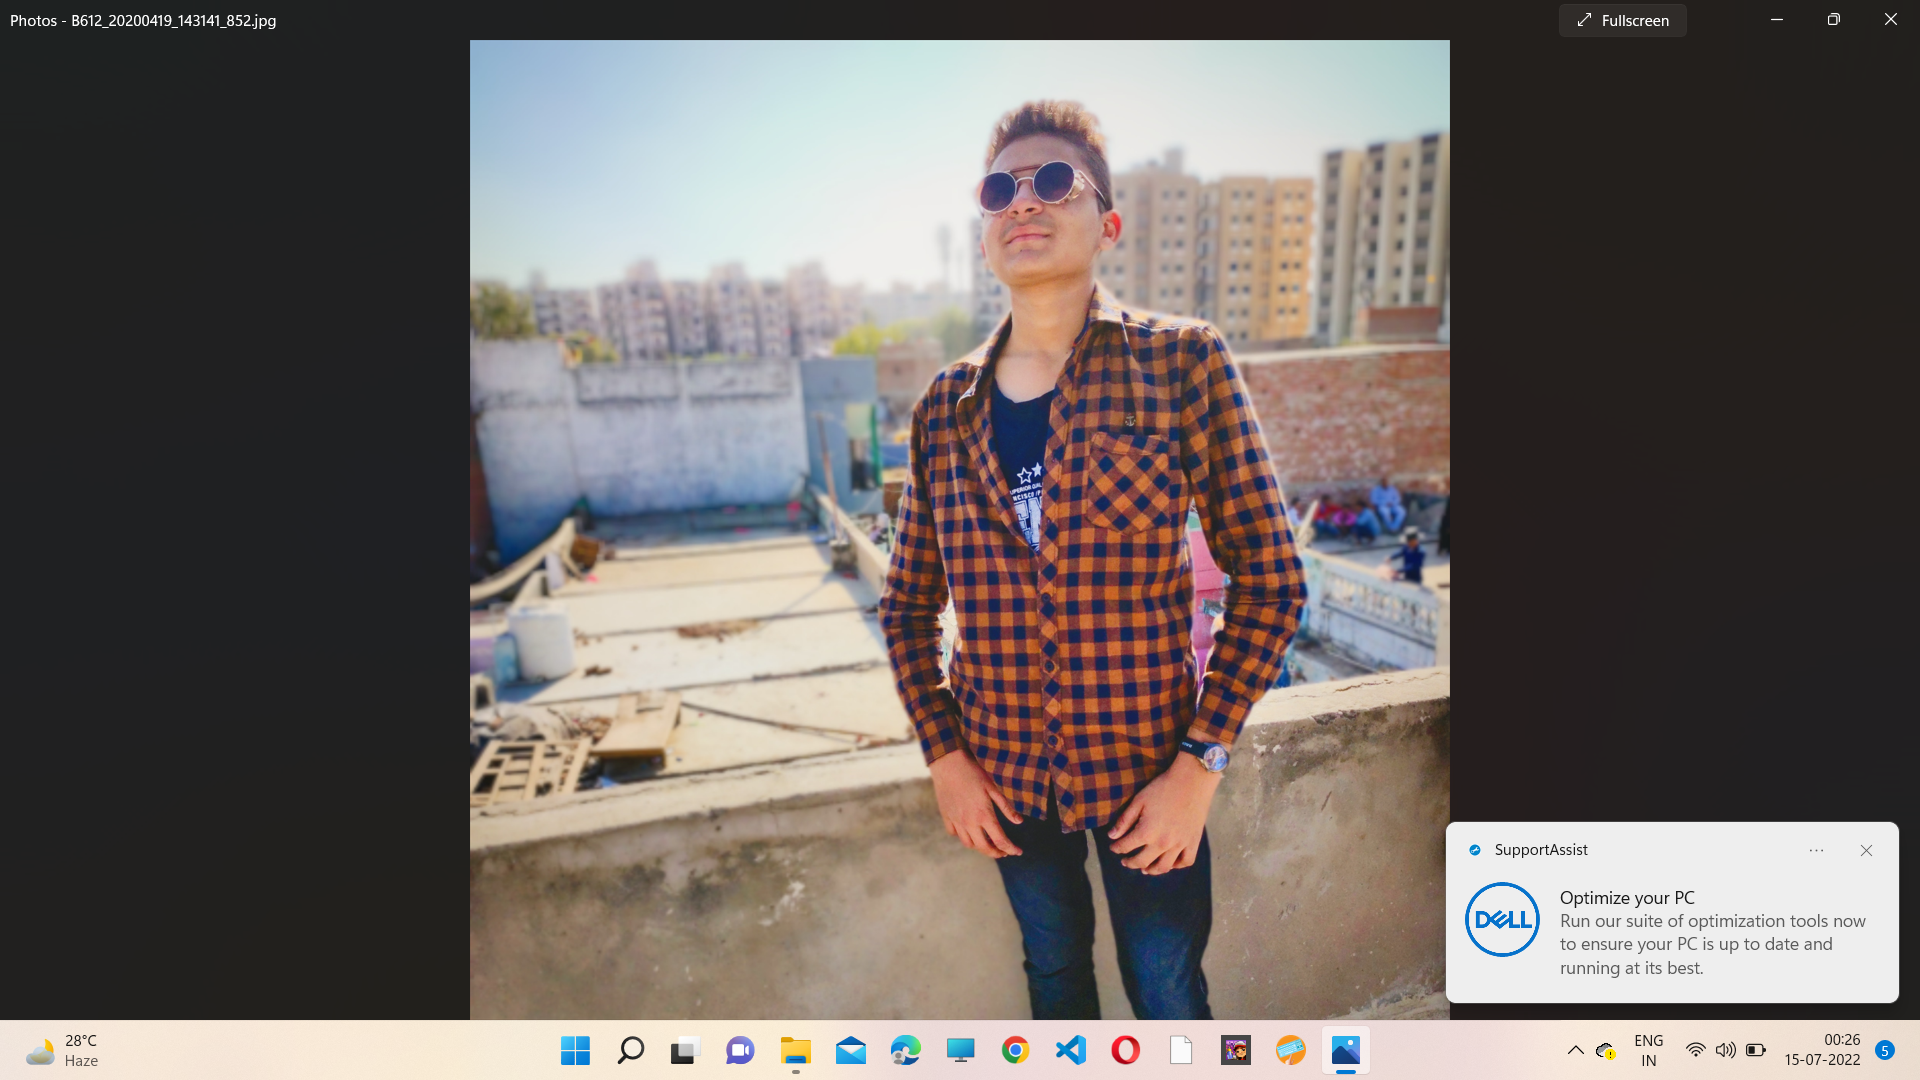 Photos - B612_20200419_143141_852.jpg
Fullscreen
SupportAssist
DELL
Optimize your PC
Run our suite of optimization tools now
to ensure your PC is up to date and
running at its best.
28°C
Haze
ENG
IN
00:26
15-07-2022
5